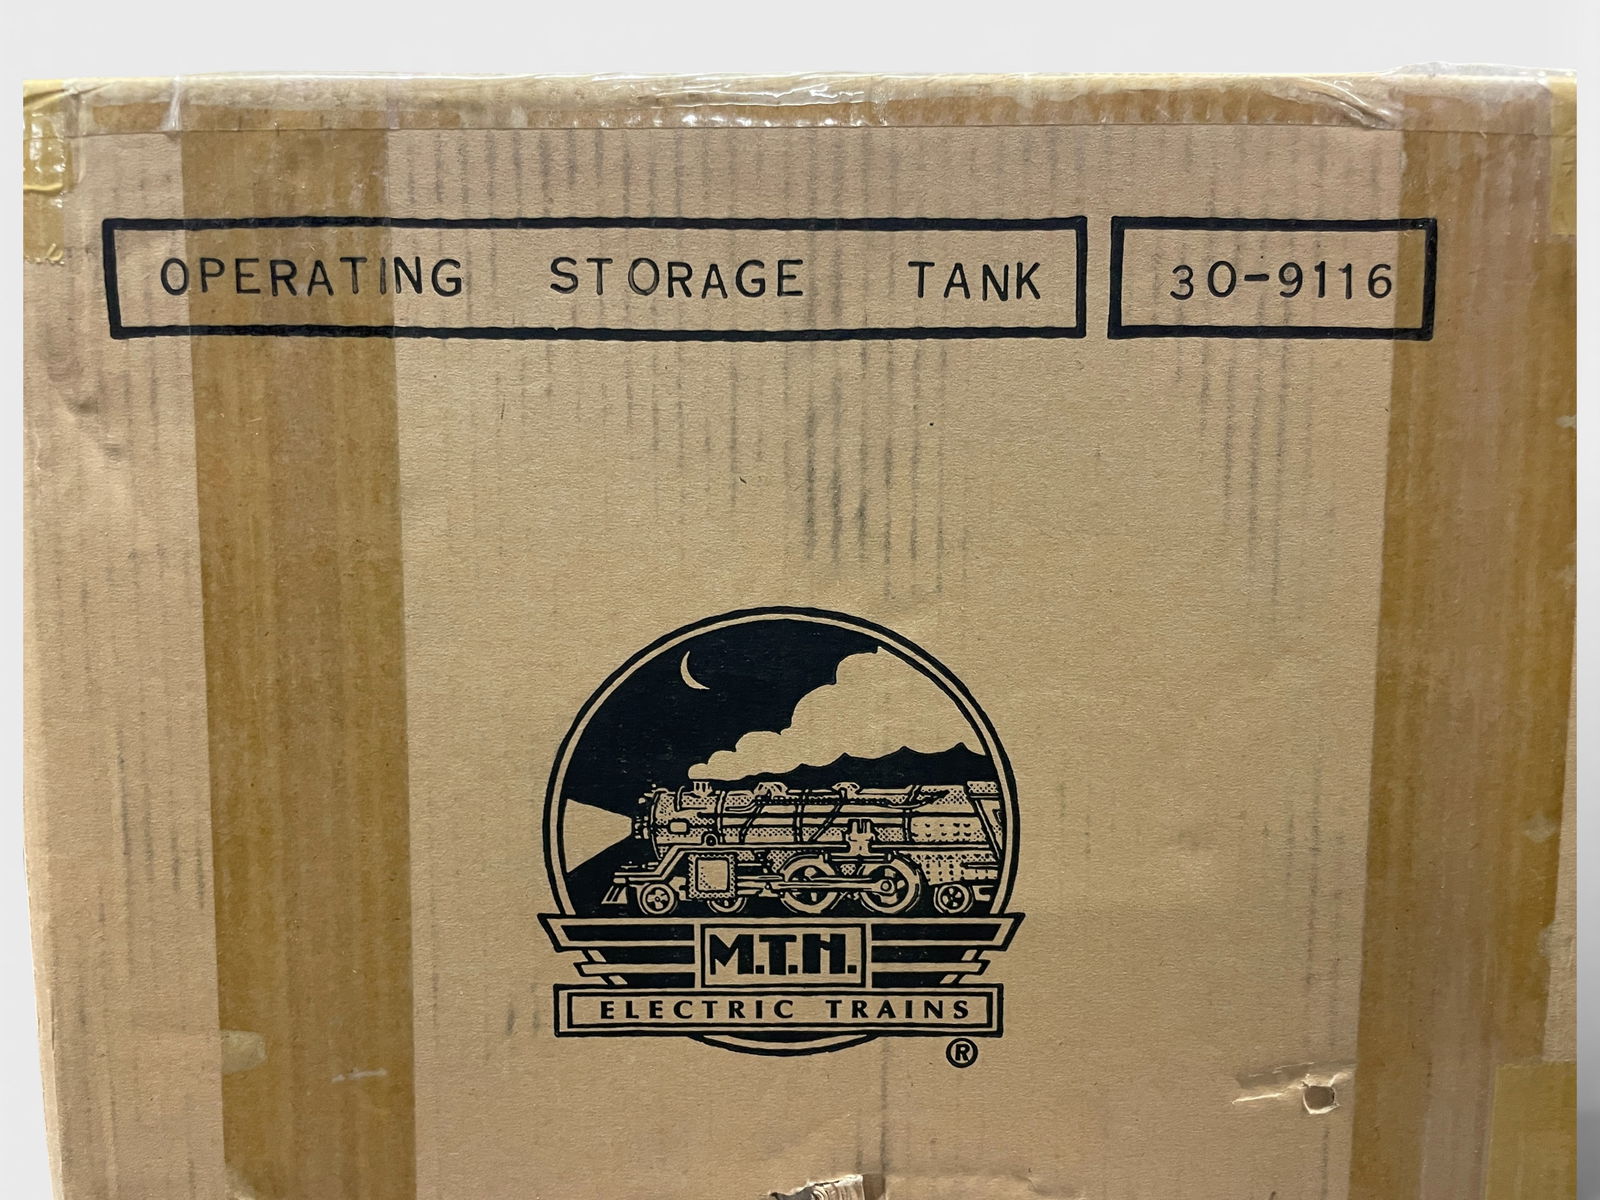 OPERATING STORAGE TANK 30-9116
M.T.H.
ELECTRIC TRAINS
®